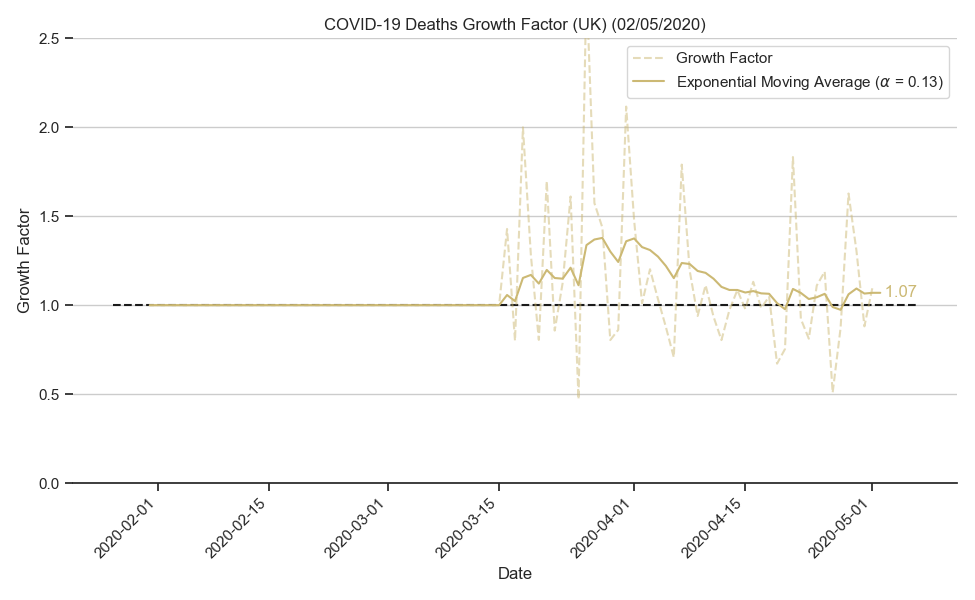 COVID-19 Deaths Growth Factor (UK) (02/05/2020)
2.5
Growth Factor
Exponential Moving Average (α = 0.13)
2.0
1.5
Growth Factor
1.07
1.0
0.5
0.0
2020-02-01
2020-02-15
2020-03-01
2020-03-15
2020-04-01
2020-04-15
2020-05-01
Date